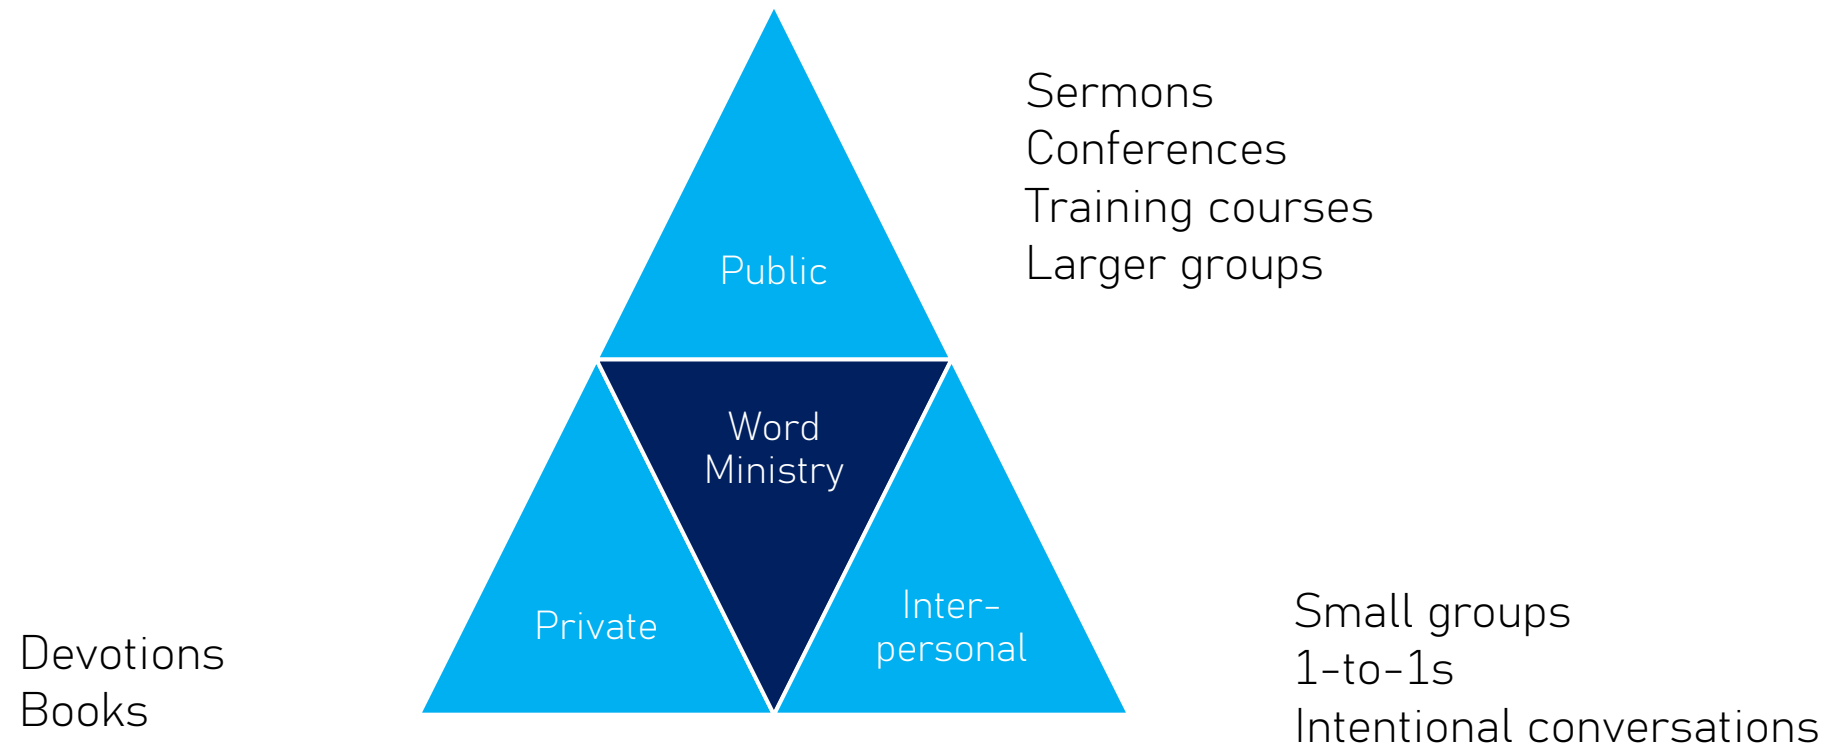 Sermons
Conferences
Training courses
Larger groups
Public
Word
Ministry
Private
Inter-
personal
Devotions
Books
Small groups
1-to-1s
Intentional conversations